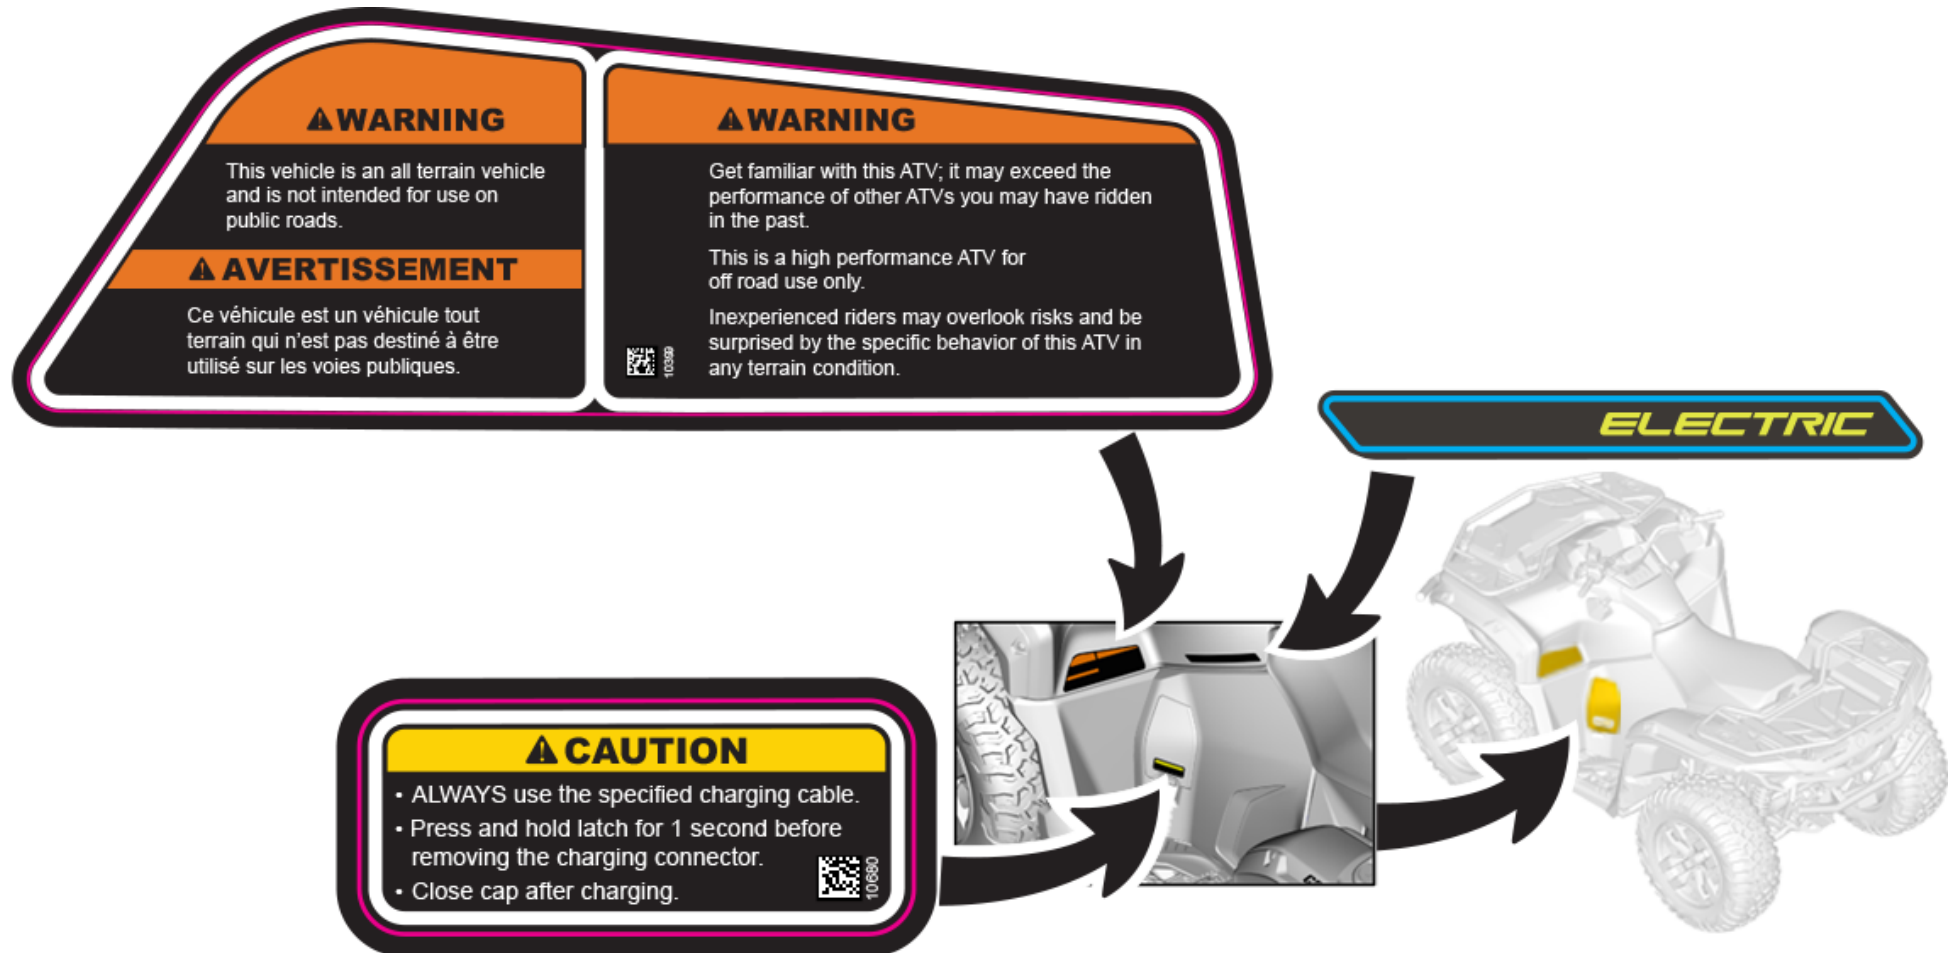 WARNING
This vehicle is an all terrain vehicle
and is not intended for use on
public roads.
AVERTISSEMENT
Ce véhicule est un véhicule tout
terrain qui n'est pas destiné à être
utilisé sur les voies publiques.
WARNING
Get familiar with this ATV; it may exceed the
performance of other ATVs you may have ridden
in the past.
This is a high performance ATV for
off road use only.
Inexperienced riders may overlook risks and be
surprised by the specific behavior of this ATV in
any terrain condition.
10399
ELECTRIC
CAUTION
• ALWAYS use the specified charging cable.
• Press and hold latch for 1 second before
removing the charging connector.
• Close cap after charging.
10680